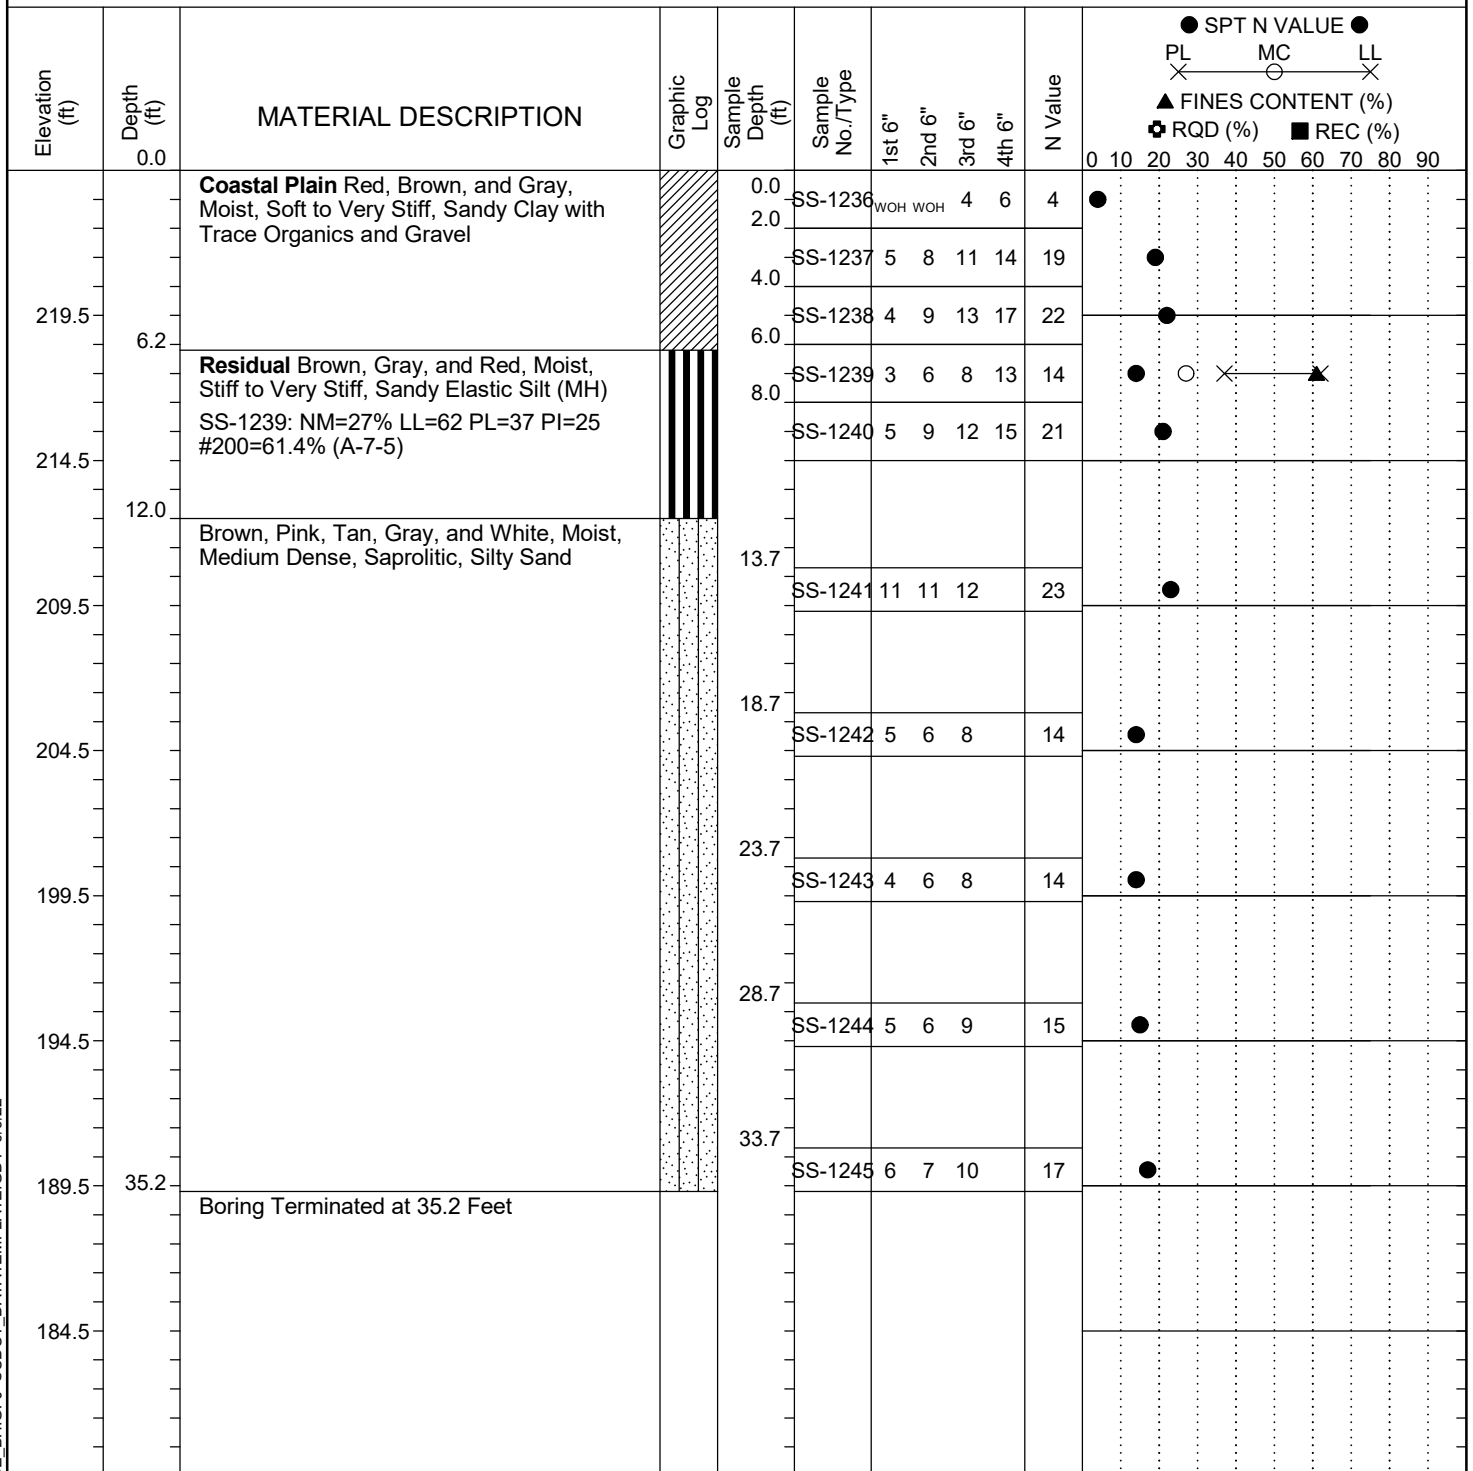 ● SPT N VALUE ●
PL MC LL
▲ FINES CONTENT (%)
RQD (%) ■ REC (%)
0 10 20 30 40 50 60 70 80 90
Elevation (ft)
Depth (ft)
0.0
MATERIAL DESCRIPTION
Graphic Log
Sample Depth (ft)
Sample No./Type
1st 6"
2nd 6"
3rd 6"
4th 6"
N Value
Coastal Plain Red, Brown, and Gray,
Moist, Soft to Very Stiff, Sandy Clay with
Trace Organics and Gravel
0.0
SS-1236 WOH WOH 4 6 4
2.0
SS-1237 5 8 11 14 19
4.0
219.5
SS-1238 4 9 13 17 22
6.0
6.2
Residual Brown, Gray, and Red, Moist,
Stiff to Very Stiff, Sandy Elastic Silt (MH)
SS-1239 3 6 8 13 14
8.0
SS-1239: NM=27% LL=62 PL=37 PI=25
#200=61.4% (A-7-5)
SS-1240 5 9 12 15 21
214.5
12.0
Brown, Pink, Tan, Gray, and White, Moist,
Medium Dense, Saprolitic, Silty Sand
13.7
SS-1241 11 11 12 23
209.5
18.7
SS-1242 5 6 8 14
204.5
23.7
SS-1243 4 6 8 14
199.5
28.7
SS-1244 5 6 9 15
194.5
33.7
SS-1245 6 7 10 17
189.5
35.2
Boring Terminated at 35.2 Feet
184.5